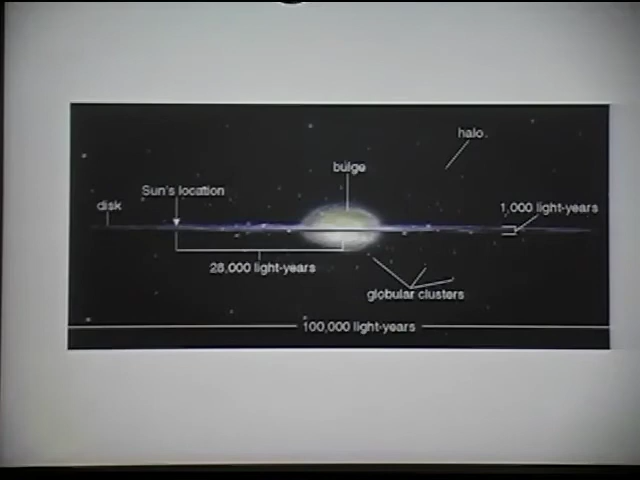 halo
bulge
Sun's location
disk
1,000 light-years
28,000 light-years
globular clusters
100,000 light-years